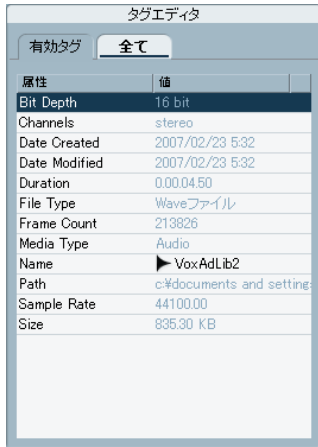 タグエディタ
有効タグ 全て
属性 値
Bit Depth 16 bit
Channels stereo
Date Created 2007/02/23 5:32
Date Modified 2007/02/23 5:32
Duration 0.00.04.50
File Type Waveファイル
Frame Count 213826
Media Type Audio
Name VoxAdLib2
Path c:¥documents and setting
Sample Rate 44100.00
Size 835.30 KB